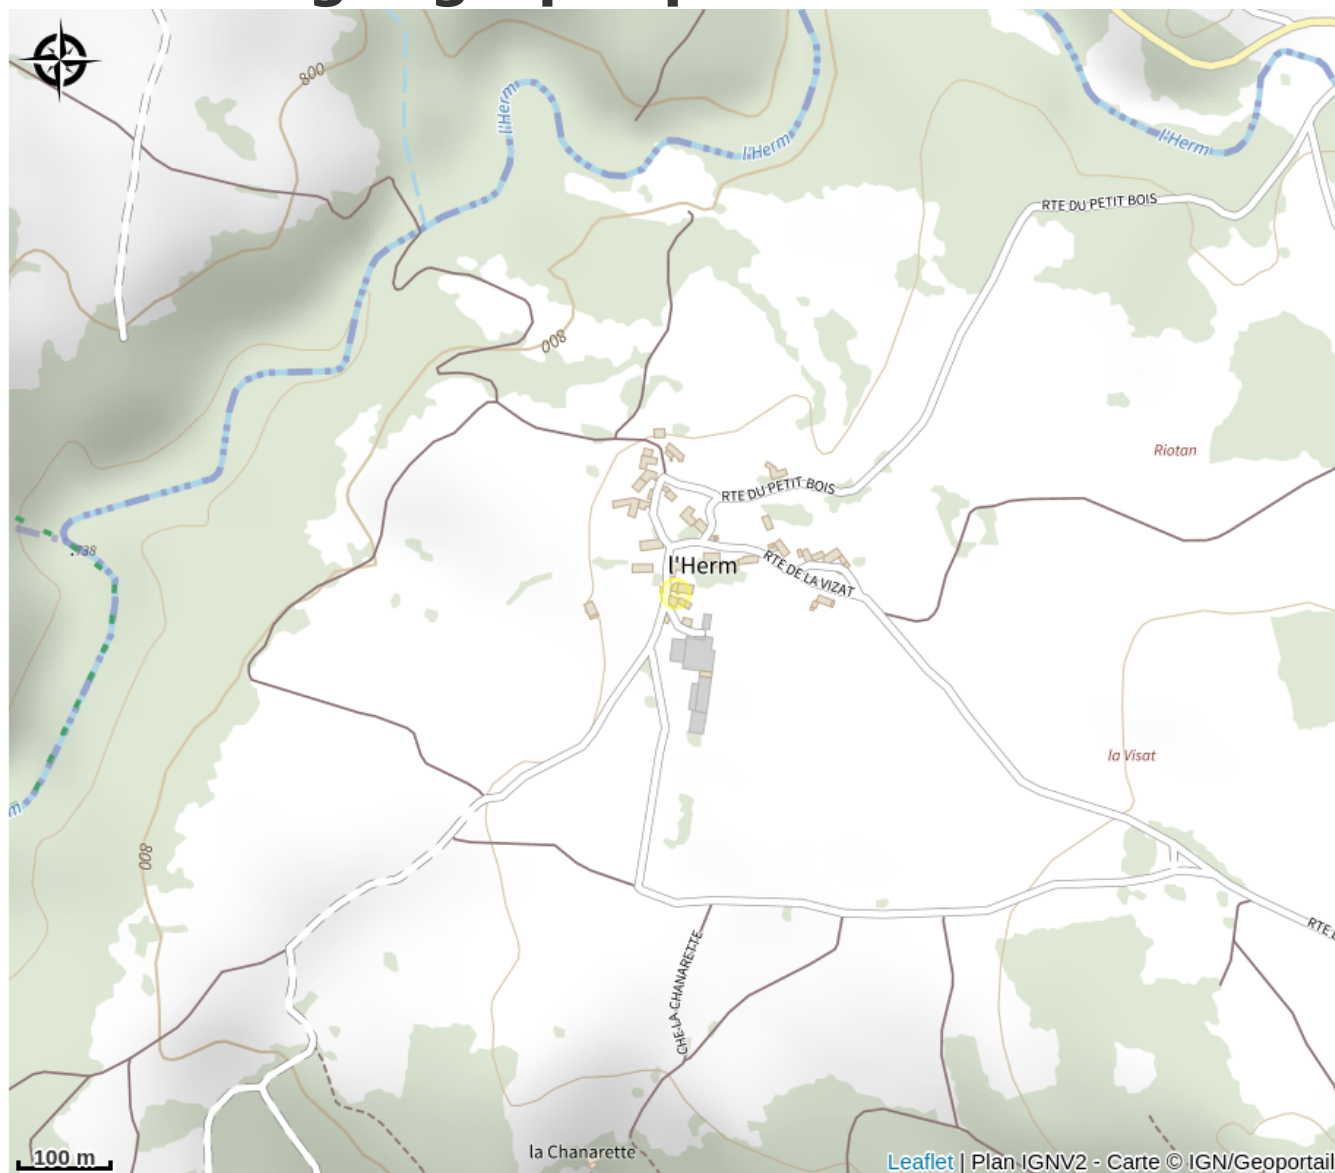 800
l'Herm
l'Herm
l'Herm
RTE DU PETIT BOIS
800
Riotan
RTE DU PETIT BOIS
.738
l'Herm
RTE DE LA VIZAT
la Visat
m
800
RTE D
CHE LA CHANARETTE
la Chanarette
100 m
Leaflet | Plan IGNV2 - Carte © IGN/Geoportail